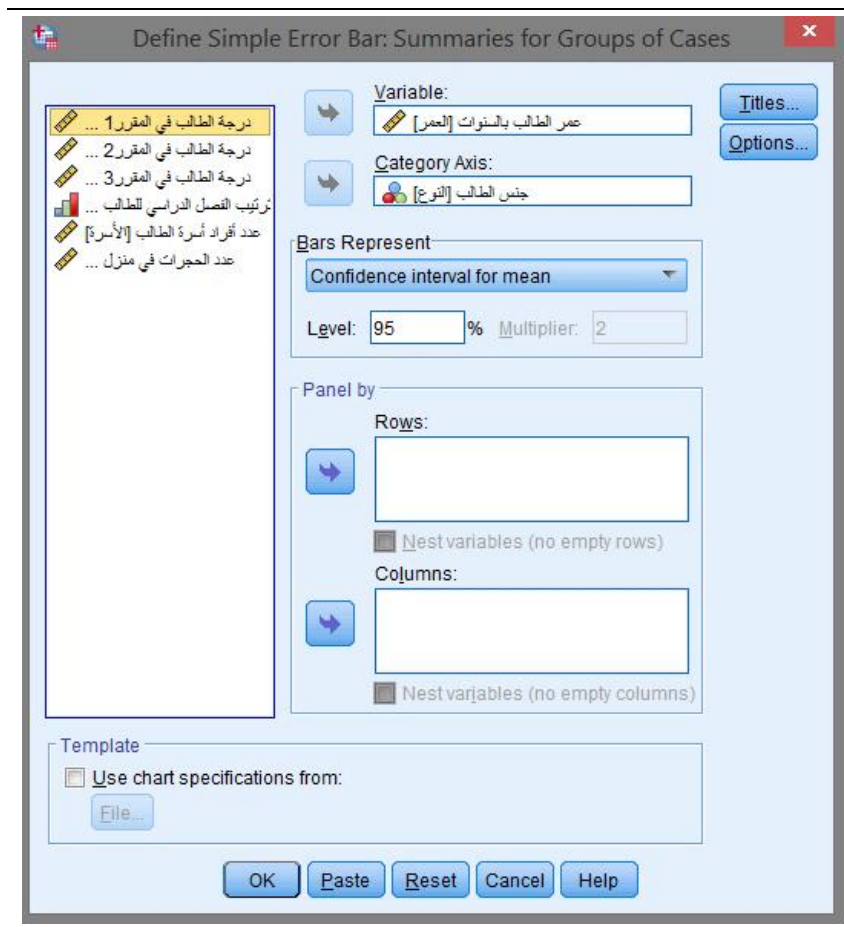 Define Simple Error Bar: Summaries for Groups of Cases
درجة الطالب في المقرر1 ...
درجة الطالب في المقرر2 ...
درجة الطالب في المقرر3 ...
ترتيب الفصل الدراسي للطالب ...
عدد أفراد أسرة الطالب [الأسرة]
عدد الحجرات في منزل ...
Variable:
عمر الطالب بالسنوات [العمر]
Category Axis:
جنس الطالب [النوع]
Titles...
Options...
Bars Represent
Confidence interval for mean
Level: 95 % Multiplier: 2
Panel by
Rows:
Nest variables (no empty rows)
Columns:
Nest variables (no empty columns)
Template
Use chart specifications from:
File...
OK Paste Reset Cancel Help